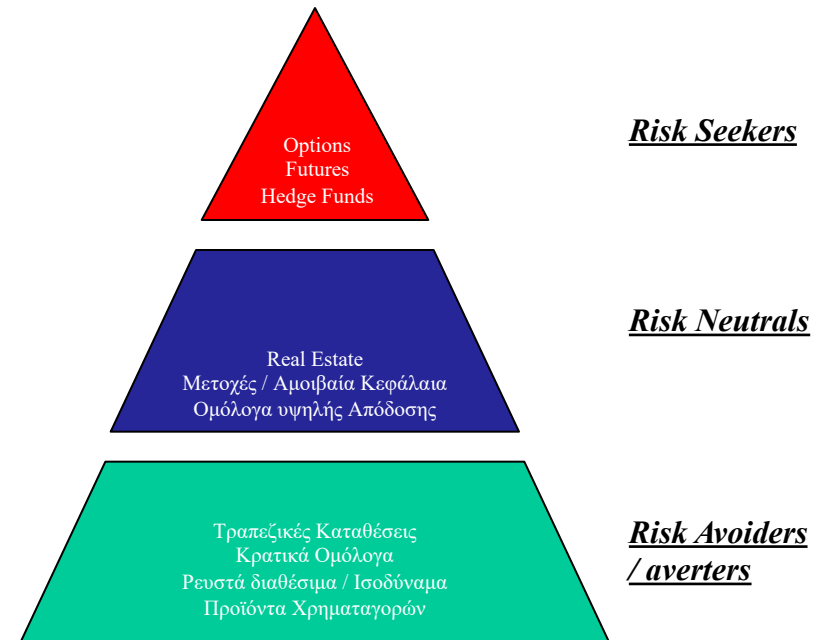 Options
Futures
Hedge Funds
Risk Seekers
Real Estate
Μετοχές / Αμοιβαία Κεφάλαια
Ομόλογα υψηλής Απόδοσης
Risk Neutrals
Τραπεζικές Καταθέσεις
Κρατικά Ομόλογα
Ρευστά διαθέσιμα / Ισοδύναμα
Προϊόντα Χρηματαγορών
Risk Avoiders
/ averters